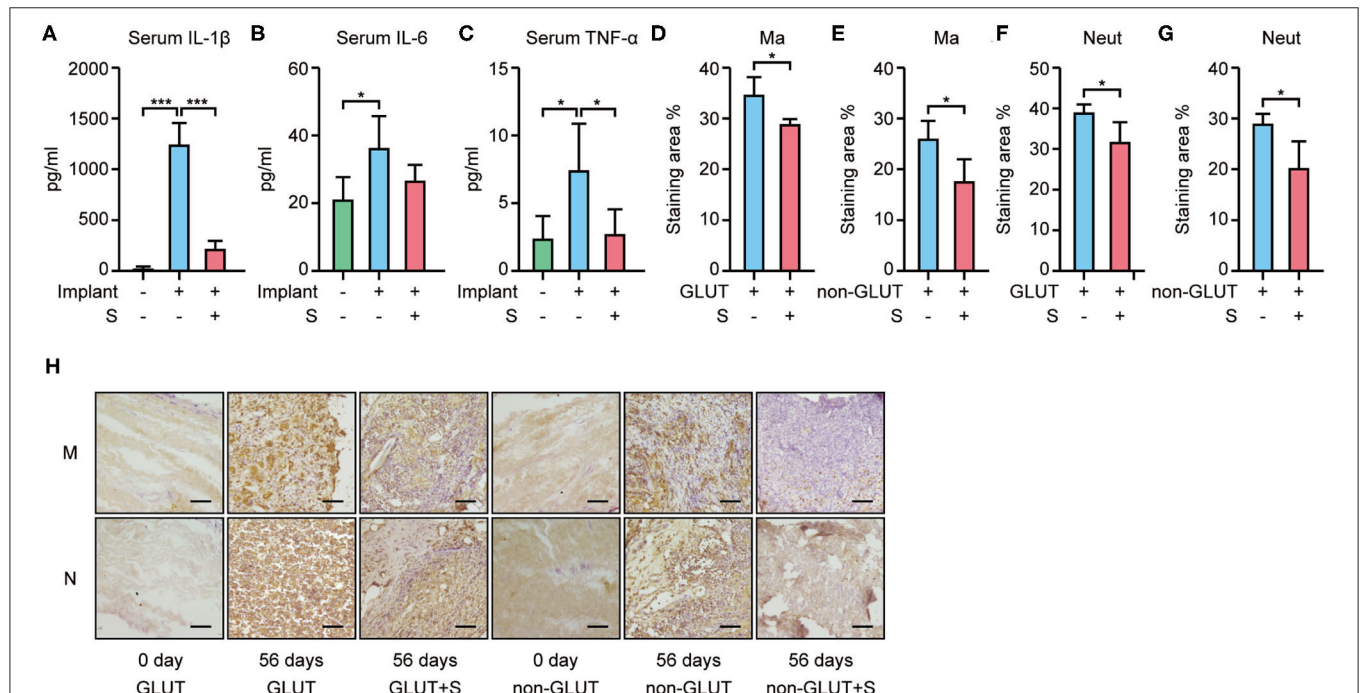 A Serum IL-1β B Serum IL-6 C Serum TNF-α D Ma E Ma F Neut G Neut
2000 60 15 40 40 50 40
*** *** * * * * * * *
1500 40 10 30 30 40 30
pg/ml pg/ml pg/ml Staining area % Staining area % Staining area % Staining area %
1000 20 5 20 20 30 20
500 10 10 20 10
10
0 0 0 0 0 0 0
Implant - + + Implant - + + Implant - + + GLUT + + non-GLUT + + GLUT + + non-GLUT + +
S - - + S - - + S - - + S - + S - + S - + S - +
H
M
N
0 day 56 days 56 days 0 day 56 days 56 days
GLUT GLUT GLUT+S non-GLUT non-GLUT non-GLUT+S